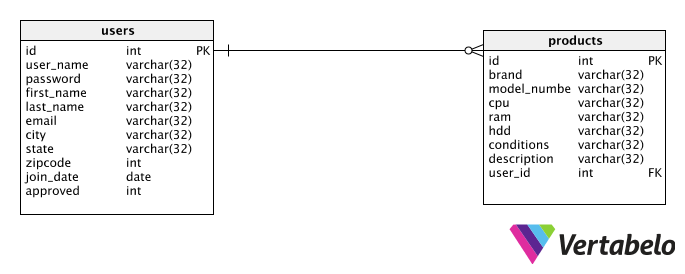 users
id int PK
user_name varchar(32)
password varchar(32)
first_name varchar(32)
last_name varchar(32)
email varchar(32)
city varchar(32)
state varchar(32)
zipcode int
join_date date
approved int
products
id int PK
brand varchar(32)
model_numbe varchar(32)
cpu varchar(32)
ram varchar(32)
hdd varchar(32)
conditions varchar(32)
description varchar(32)
user_id int FK
Vertabelo